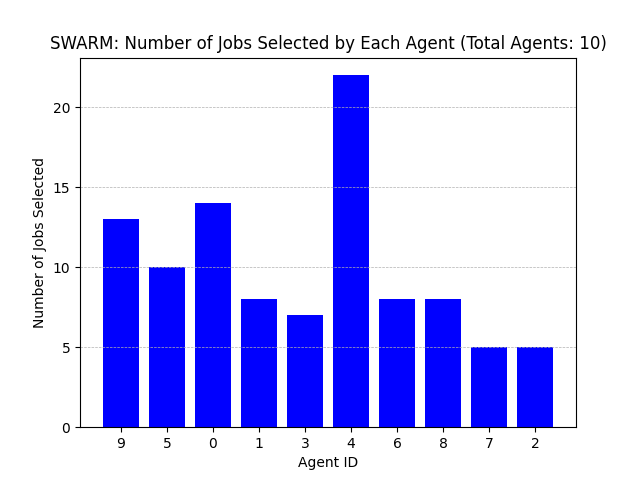 SWARM: Number of Jobs Selected by Each Agent (Total Agents: 10)
Number of Jobs Selected
20
15
10
5
0
9 5 0 1 3 4 6 8 7 2
Agent ID